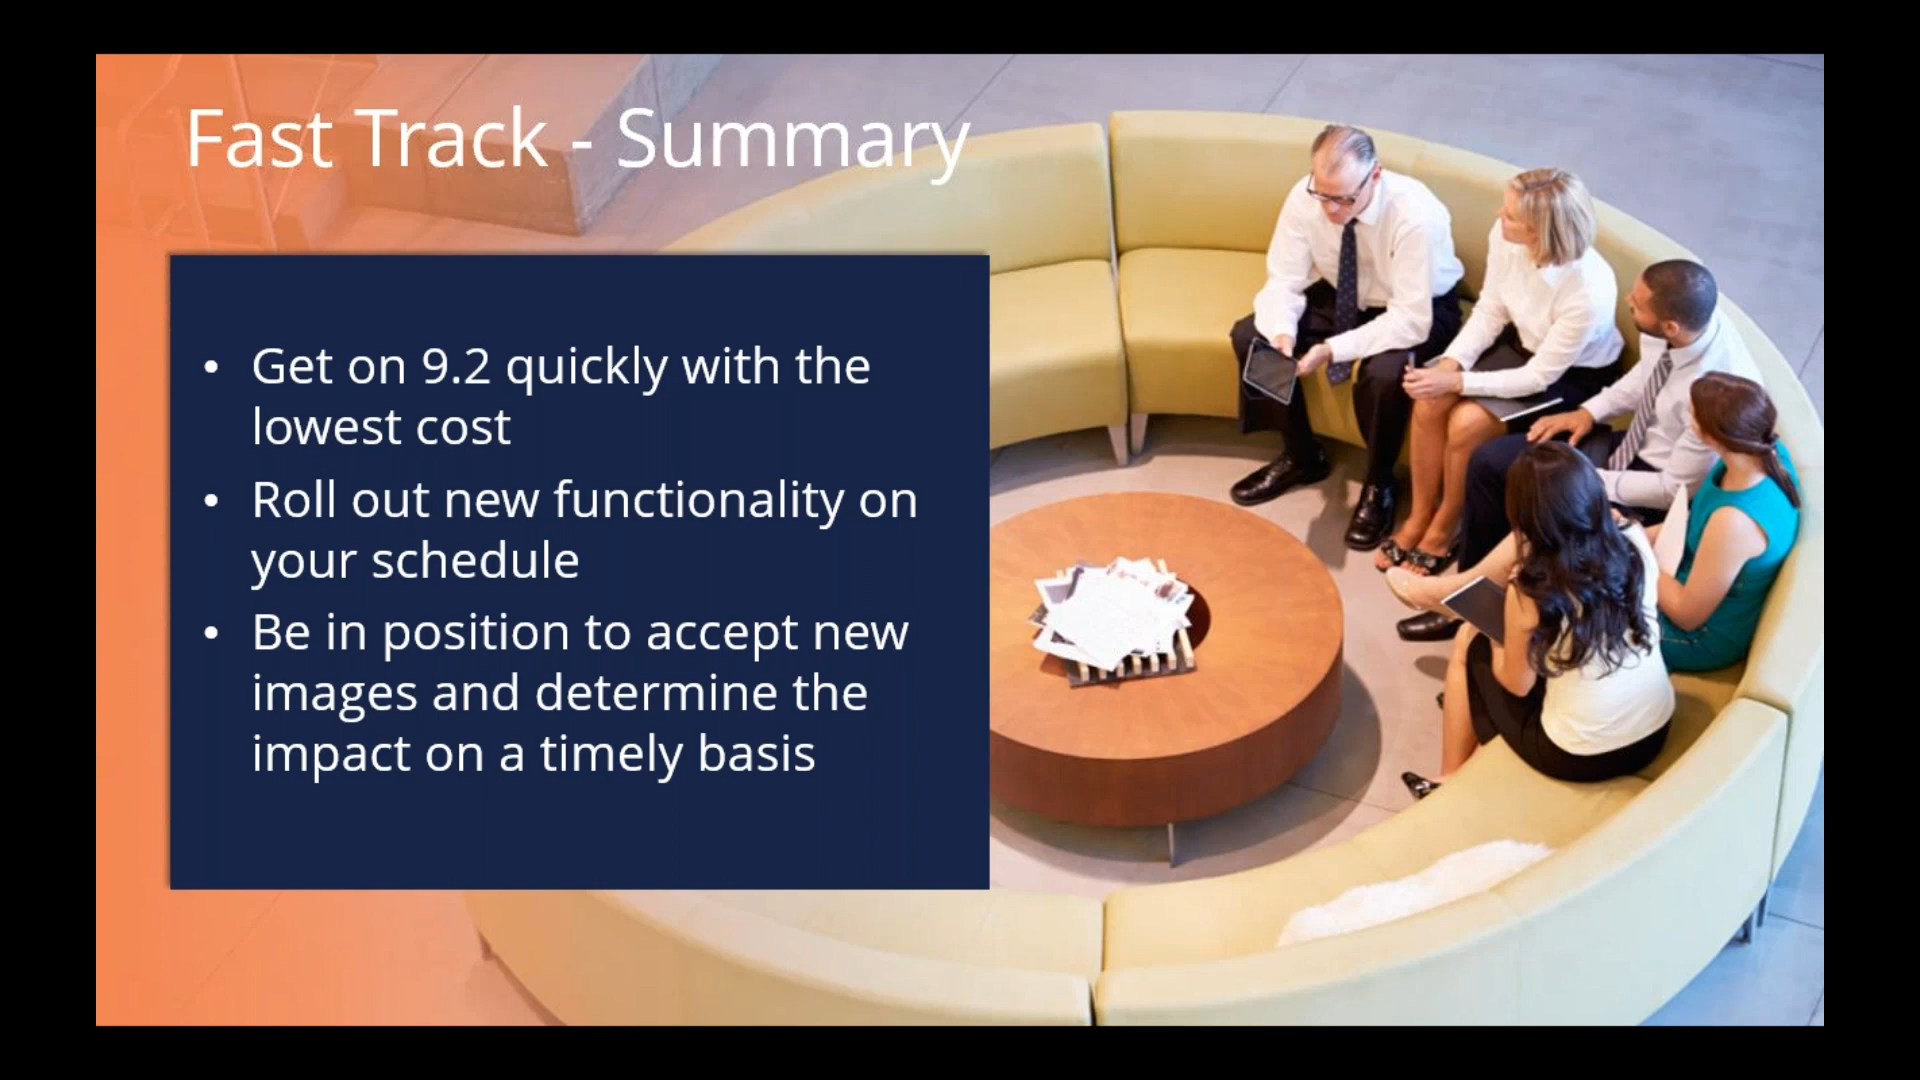 Fast Track - Summary
• Get on 9.2 quickly with the
lowest cost
• Roll out new functionality on
your schedule
• Be in position to accept new
images and determine the
impact on a timely basis